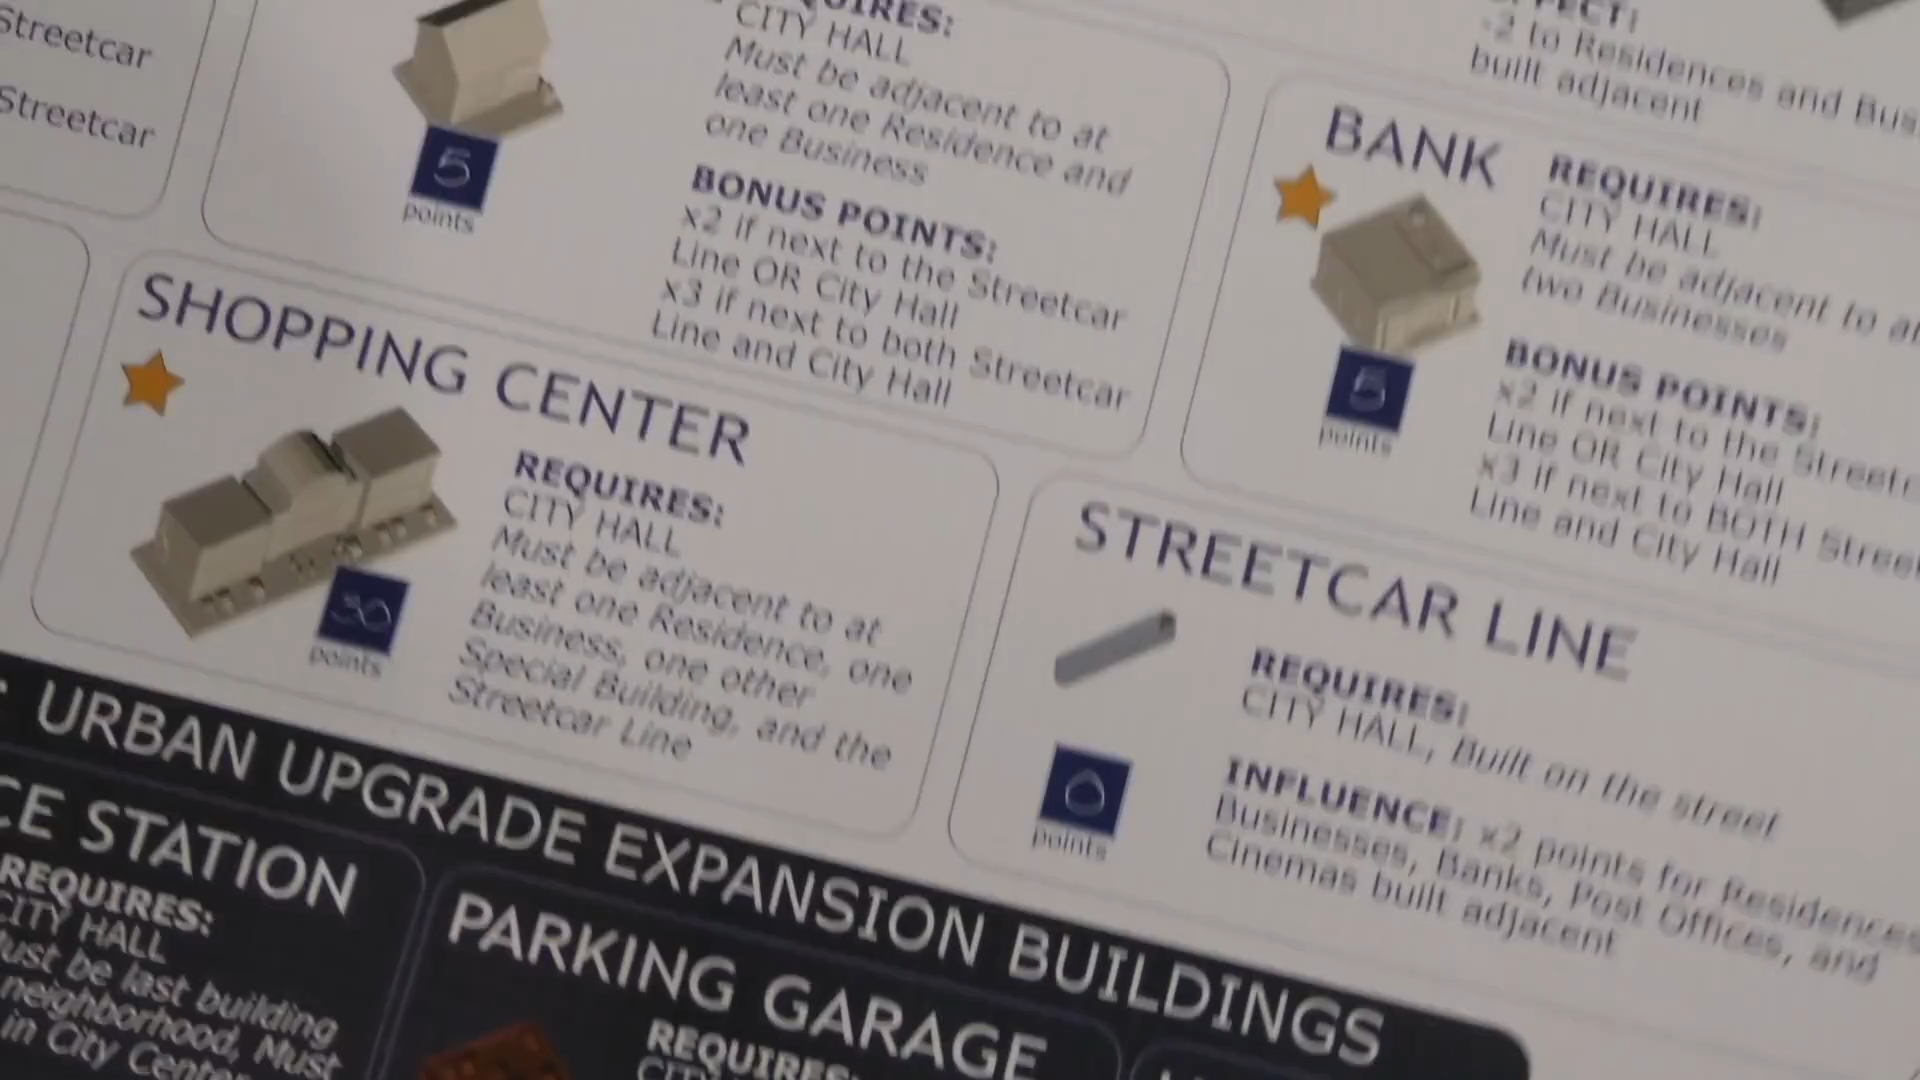 Streetcar
Streetcar
CITY HALL
Must be adjacent to at
least one Residence and
one Business
BONUS POINTS:
x2 if next to the Streetcar
Line OR City Hall
x3 if next to both Streetcar
Line and City Hall
5
points
-2 to Residences and
built adjacent
BANK
REQUIRES:
CITY HALL
Must be adjacent to
two Businesses
BONUS POINTS:
x2 if next to the
Line OR City Hall
x3 if next to BOTH
Line and City Hall
5
points
SHOPPING CENTER
REQUIRES:
CITY HALL
Must be adjacent to at
least one Residence, one
Business, one other
Special Building, and the
Streetcar Line
30
points
STREETCAR LINE
REQUIRES:
CITY HALL, Built on the street
INFLUENCE: x2 points for Residences
Businesses, Banks, Post Offices, and
Cinemas built adjacent
0
points
URBAN UPGRADE EXPANSION BUILDINGS
STATION
REQUIRES:
CITY HALL
be last building
neighborhood, Must
in City Center
PARKING GARAGE
REQUIRES: